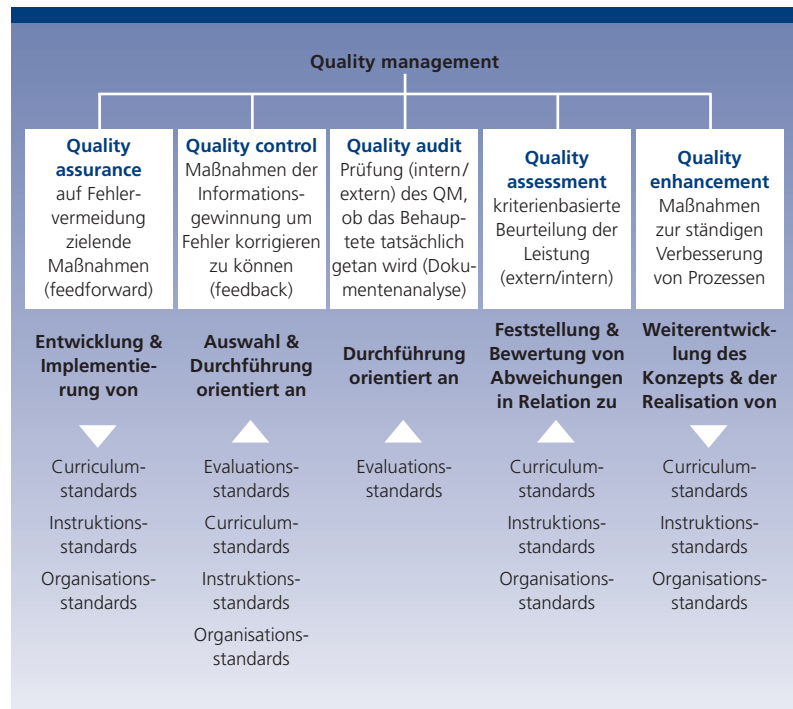 Quality management
Quality
assurance
auf Fehler-
vermeidung
zielende
Maßnahmen
(feedforward)
Entwicklung &
Implementie-
rung von
Curriculum-
standards
Instruktions-
standards
Organisations-
standards
Quality control
Maßnahmen der
Informations-
gewinnung um
Fehler korrigieren
zu können
(feedback)
Auswahl &
Durchführung
orientiert an
Evaluations-
standards
Curriculum-
standards
Instruktions-
standards
Organisations-
standards
Quality audit
Prüfung (intern/
extern) des QM,
ob das Behaup-
tete tatsächlich
getan wird (Doku-
mentenanalyse)
Durchführung
orientiert an
Evaluations-
standards
Quality
assessment
kriterienbasierte
Beurteilung der
Leistung
(extern/intern)
Feststellung &
Bewertung von
Abweichungen
in Relation zu
Curriculum-
standards
Instruktions-
standards
Organisations-
standards
Quality
enhancement
Maßnahmen
zur ständigen
Verbesserung
von Prozessen
Weiterentwick-
lung des
Konzepts & der
Realisation von
Curriculum-
standards
Instruktions-
standards
Organisations-
standards